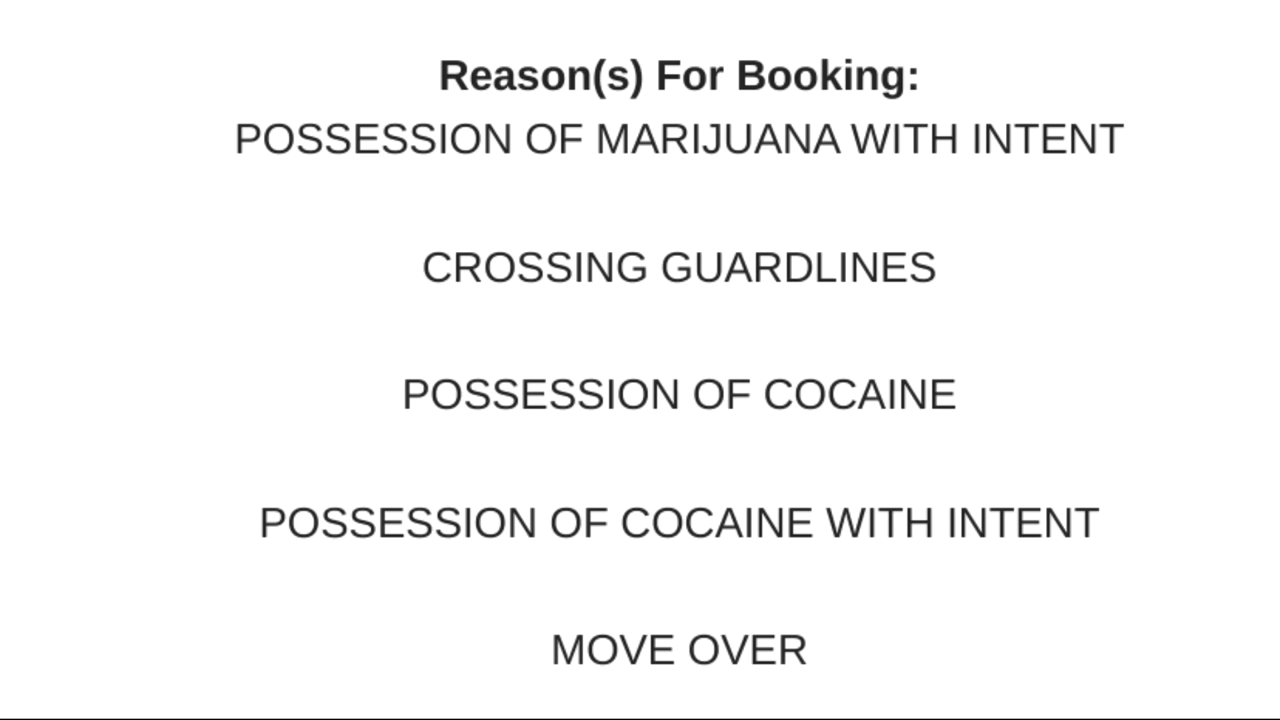 Reason(s) For Booking:
POSSESSION OF MARIJUANA WITH INTENT
CROSSING GUARDLINES
POSSESSION OF COCAINE
POSSESSION OF COCAINE WITH INTENT
MOVE OVER